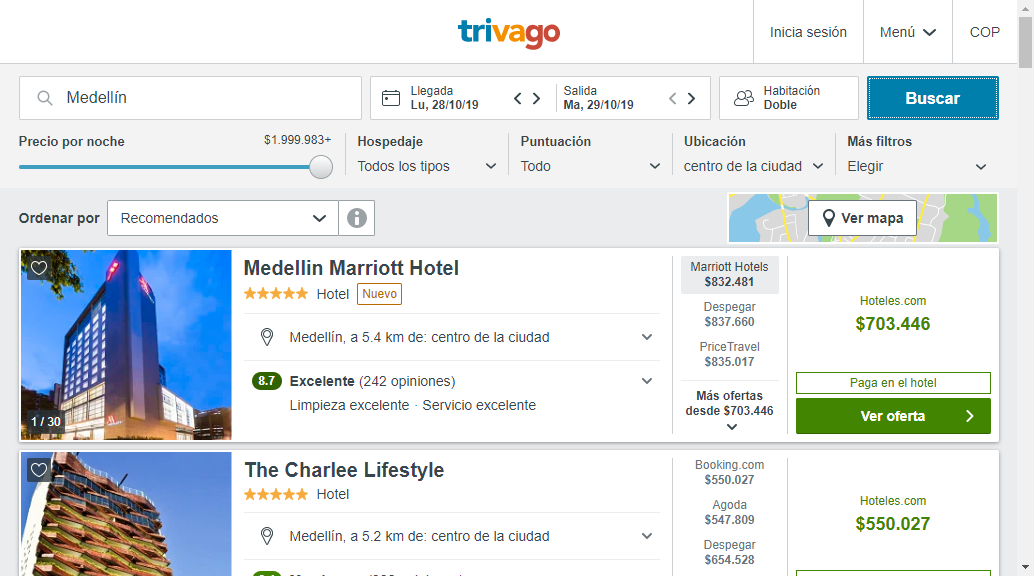 trivago
Inicia sesión
Menú
COP
Medellín
Llegada
Lu, 28/10/19
Salida
Ma, 29/10/19
Habitación
Doble
Buscar
Precio por noche
$1.999.983+
Hospedaje
Todos los tipos
Puntuación
Todo
Ubicación
centro de la ciudad
Más filtros
Elegir
Ordenar por
Recomendados
Ver mapa
1 / 30
Medellin Marriott Hotel
Hotel
Nuevo
Medellín, a 5.4 km de: centro de la ciudad
8.7 Excelente (242 opiniones)
Limpieza excelente · Servicio excelente
Marriott Hotels
$832.481
Despegar
$837.660
PriceTravel
$835.017
Más ofertas
desde $703.446
Hoteles.com
$703.446
Paga en el hotel
Ver oferta
The Charlee Lifestyle
Hotel
Medellín, a 5.2 km de: centro de la ciudad
Booking.com
$550.027
Agoda
$547.809
Despegar
$654.528
Hoteles.com
$550.027